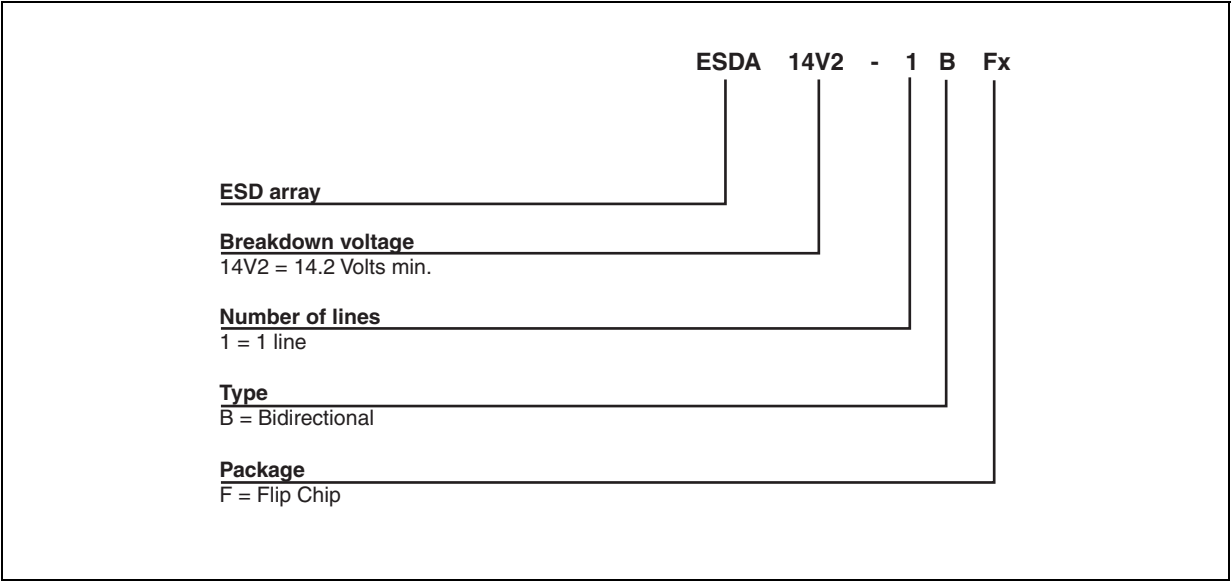 ESDA 14V2 - 1 B Fx
ESD array
Breakdown voltage
14V2 = 14.2 Volts min.
Number of lines
1 = 1 line
Type
B = Bidirectional
Package
F = Flip Chip